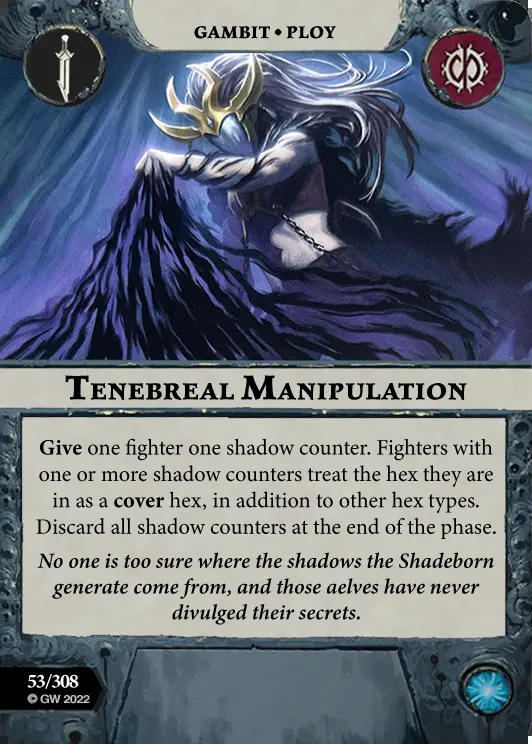 GAMBIT • PLOY
TENEBREAL MANIPULATION
Give one fighter one shadow counter. Fighters with
one or more shadow counters treat the hex they are
in as a cover hex, in addition to other hex types.
Discard all shadow counters at the end of the phase.
No one is too sure where the shadows the Shadeborn
generate come from, and those aelves have never
divulged their secrets.
53/308
© GW 2022